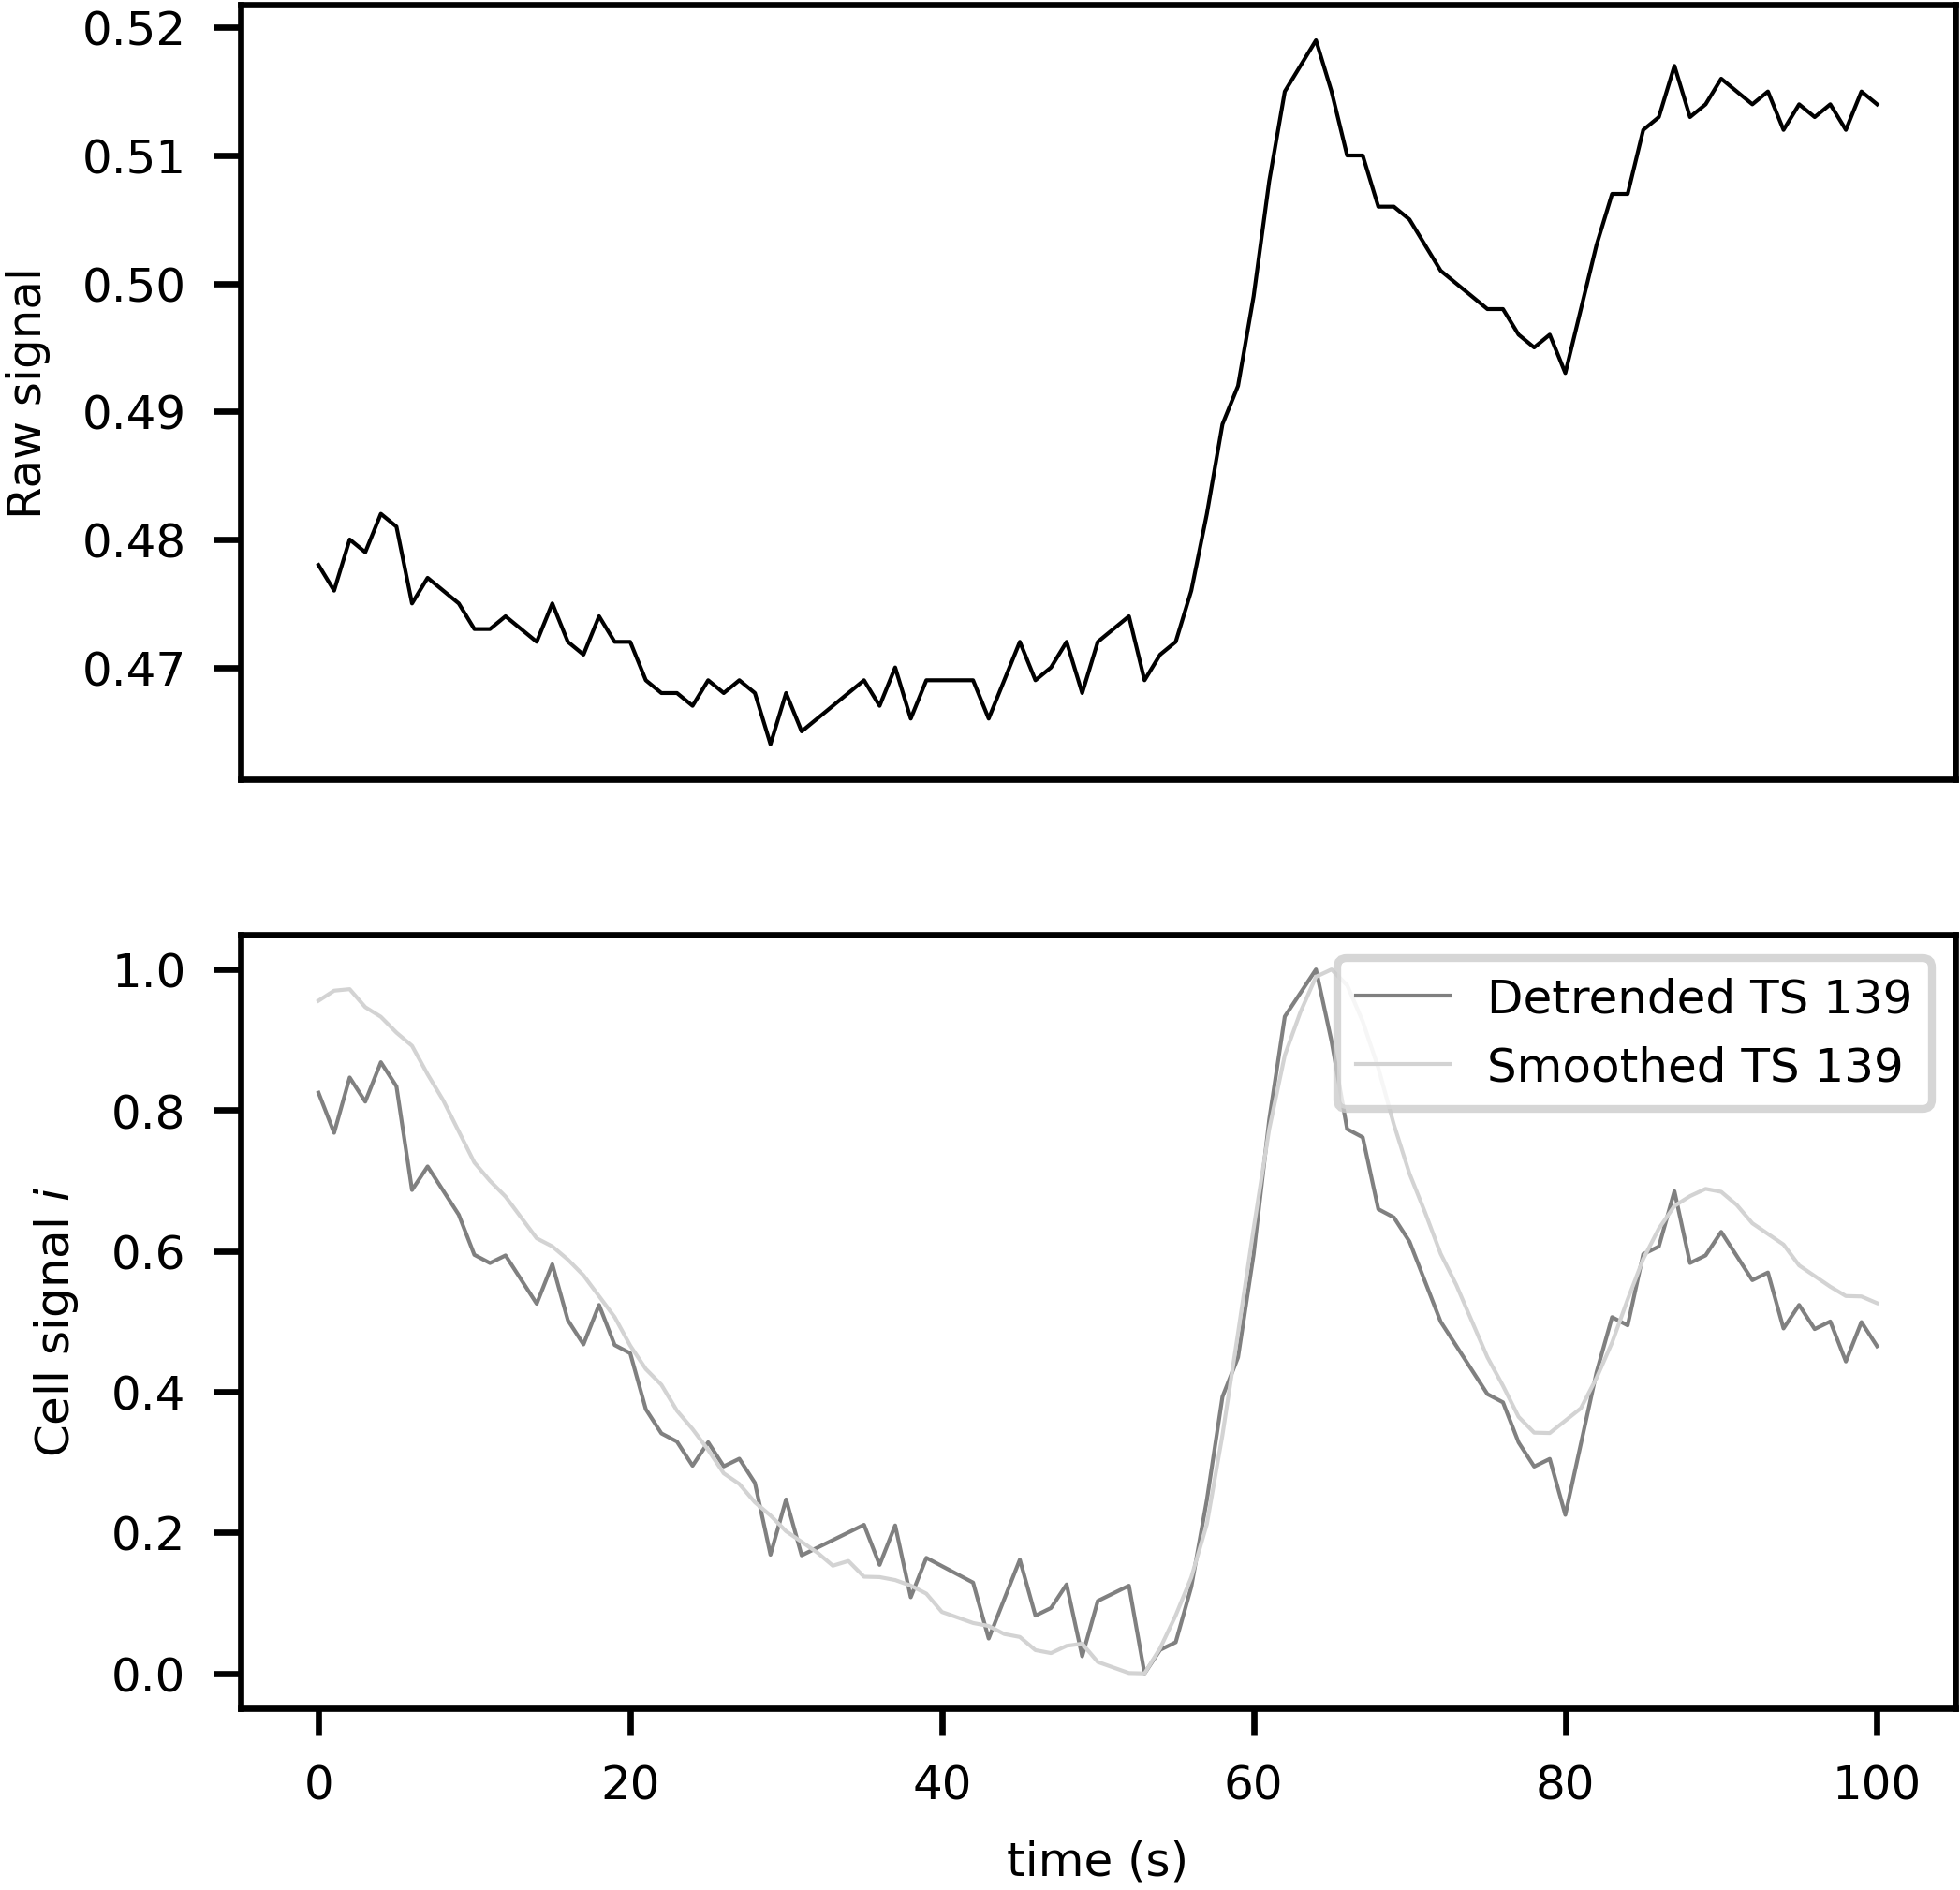 0.52
0.51
0.50
0.49
0.48
0.47
Raw signal
1.0
0.8
0.6
0.4
0.2
0.0
Cell signal i
Detrended TS 139
Smoothed TS 139
0 20 40 60 80 100
time (s)